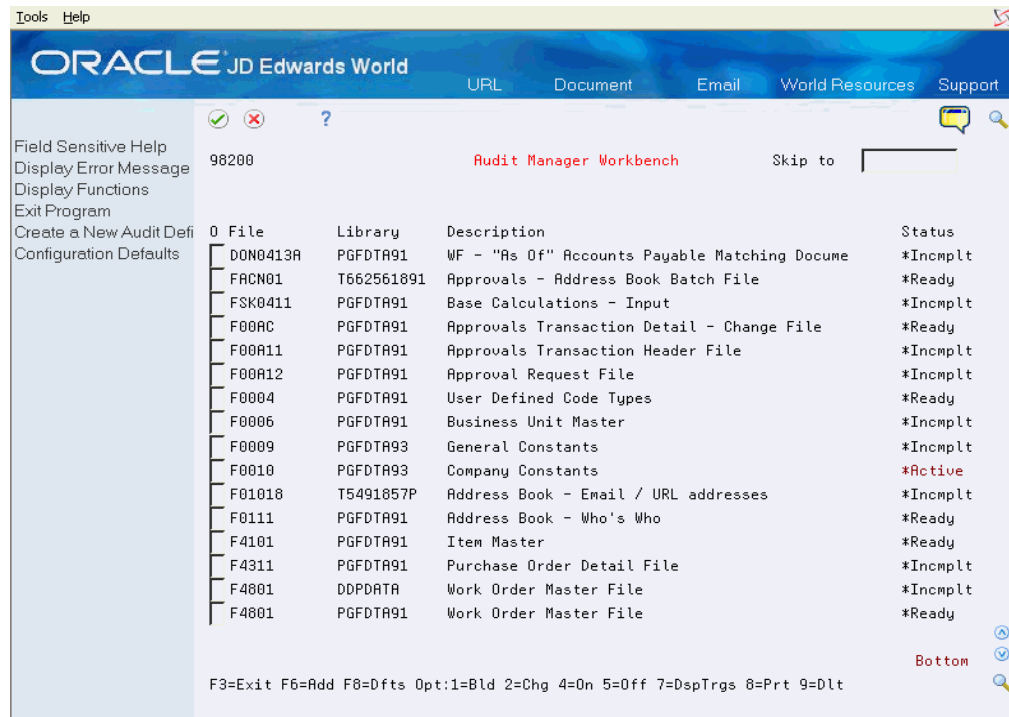 Tools Help
ORACLE JD Edwards World
URL Document Email World Resources Support
?
Field Sensitive Help
Display Error Message
Display Functions
Exit Program
Create a New Audit Defi
Configuration Defaults
98200 Audit Manager Workbench Skip to
O File Library Description Status
DON0413A PGFDTA91 WF - "As Of" Accounts Payable Matching Docume *Incmplt
FACN01 T662561891 Approvals - Address Book Batch File *Ready
FSK0411 PGFDTA91 Base Calculations - Input *Incmplt
F00AC PGFDTA91 Approvals Transaction Detail - Change File *Ready
F00A11 PGFDTA91 Approvals Transaction Header File *Incmplt
F00A12 PGFDTA91 Approval Request File *Incmplt
F0004 PGFDTA91 User Defined Code Types *Ready
F0006 PGFDTA91 Business Unit Master *Incmplt
F0009 PGFDTA93 General Constants *Incmplt
F0010 PGFDTA93 Company Constants *Active
F01018 T5491857P Address Book - Email / URL addresses *Incmplt
F0111 PGFDTA91 Address Book - Who's Who *Ready
F4101 PGFDTA91 Item Master *Ready
F4311 PGFDTA91 Purchase Order Detail File *Incmplt
F4801 DDPDATA Work Order Master File *Incmplt
F4801 PGFDTA91 Work Order Master File *Ready
Bottom
F3=Exit F6=Add F8=Dfts Opt:1=Bld 2=Chg 4=On 5=Off 7=DspTrgs 8=Prt 9=Dlt